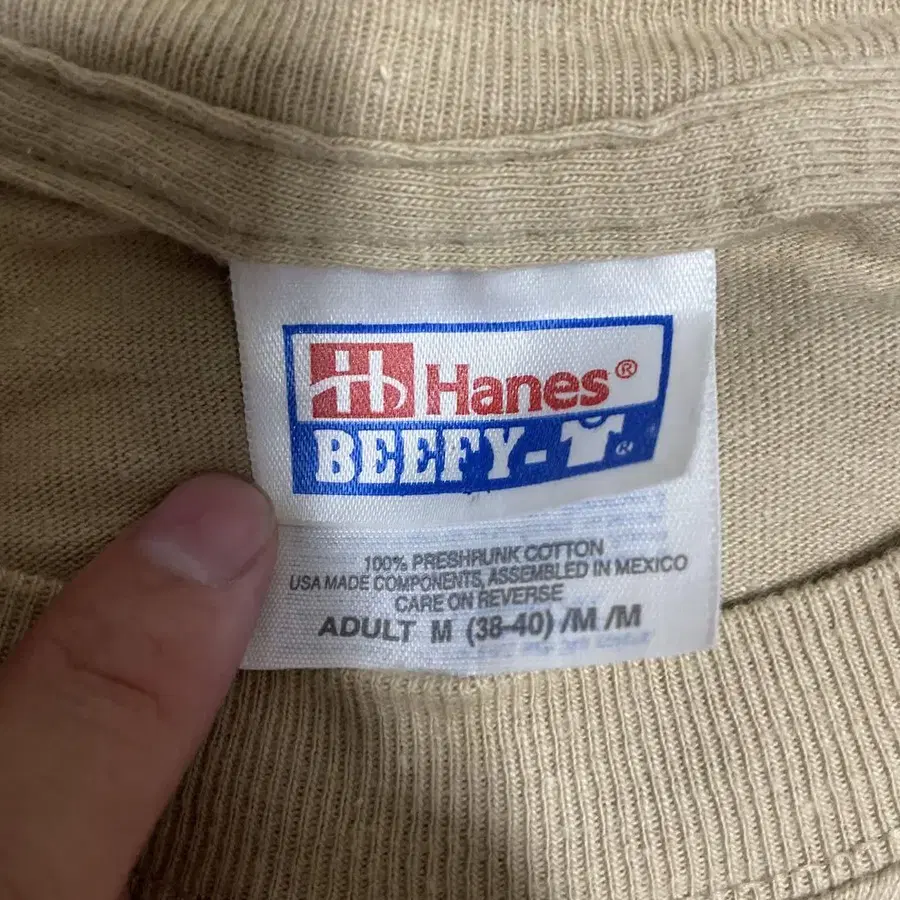 Hanes®
BEEFY-®
100% PRESHRUNK COTTON
USA MADE COMPONENTS, ASSEMBLED IN MEXICO
CARE ON REVERSE
ADULT M (38-40) /M /M